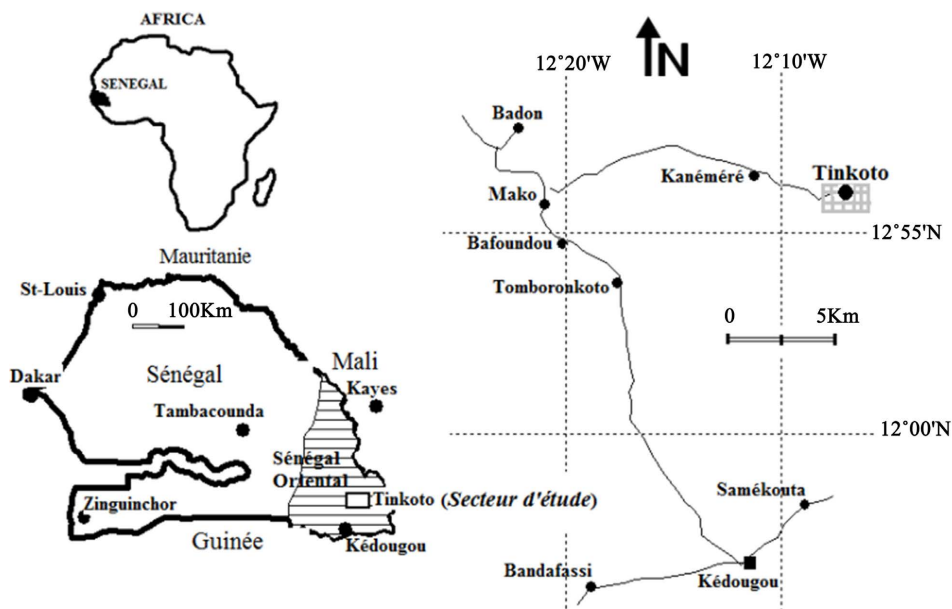 AFRICA
SENEGAL
Mauritanie
St-Louis
0 100Km
Mali
Dakar
Sénégal
Kayes
Tambacounda
Sénégal
Oriental
Zinguinchor
Tinkoto (Secteur d'étude)
Guinée
Kédougou
N
12°20'W
12°10'W
Badon
Kanéméré
Tinkoto
Mako
12°55'N
Bafoundou
Tomboronkoto
0 5Km
12°00'N
Samékouta
Bandafassi
Kédougou